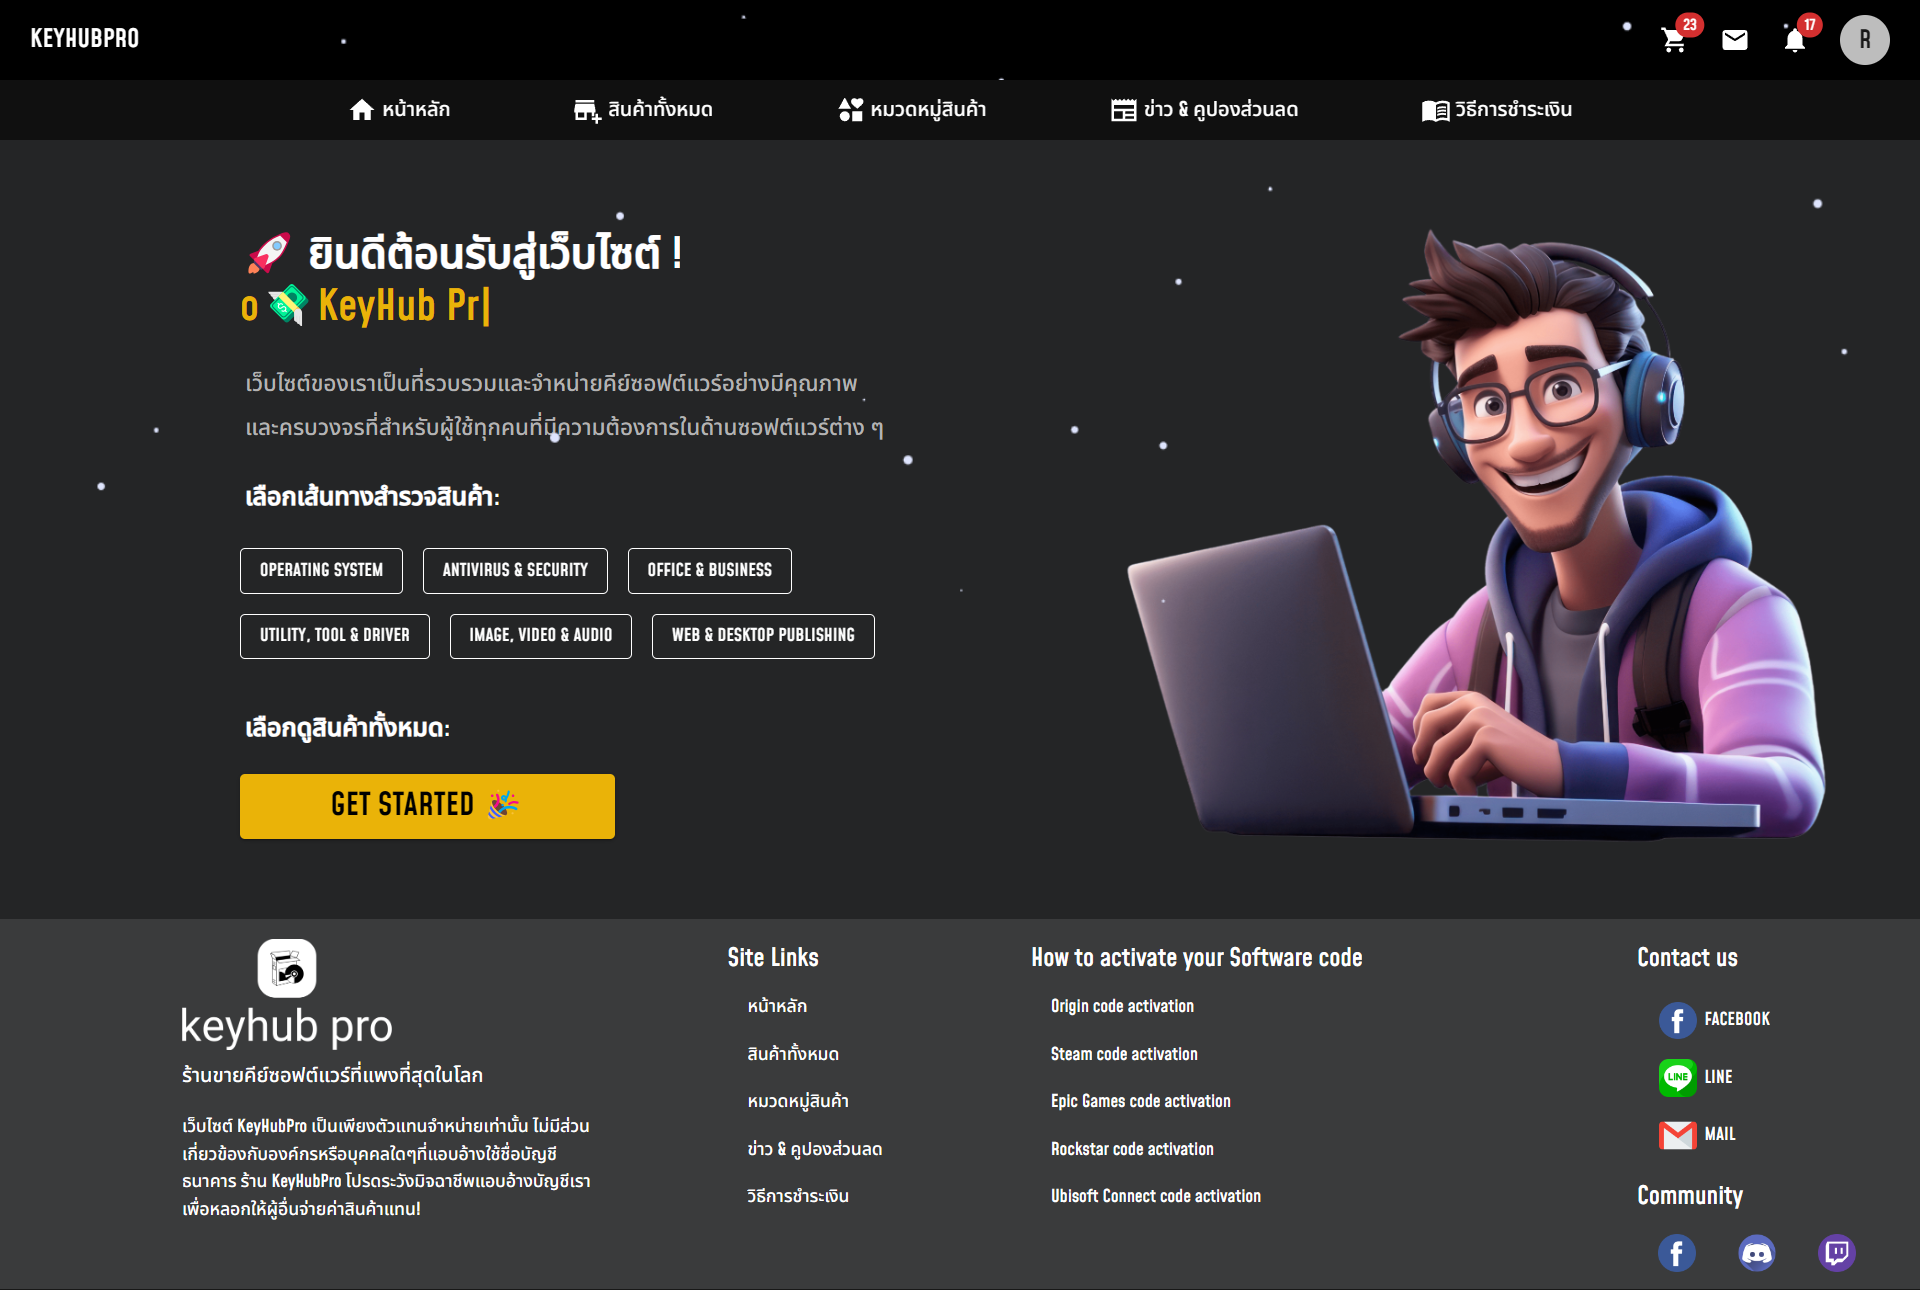 KEYHUBPRO
23
17
R
หน้าหลัก
สินค้าทั้งหมด
หมวดหมู่สินค้า
ข่าว & คูปองส่วนลด
วิธีการชำระเงิน
ยินดีต้อนรับสู่เว็บไซต์ !
o 💸 KeyHub Pr|
เว็บไซต์ของเราเป็นที่รวบรวมและจำหน่ายคีย์ซอฟต์แวร์อย่างมีคุณภาพ
และครบวงจรที่สำหรับผู้ใช้ทุกคนที่มีความต้องการในด้านซอฟต์แวร์ต่าง ๆ
เลือกเส้นทางสำรวจสินค้า:
OPERATING SYSTEM
ANTIVIRUS & SECURITY
OFFICE & BUSINESS
UTILITY, TOOL & DRIVER
IMAGE, VIDEO & AUDIO
WEB & DESKTOP PUBLISHING
เลือกดูสินค้าทั้งหมด:
GET STARTED 🎉
keyhub pro
ร้านขายคีย์ซอฟต์แวร์ที่แพงที่สุดในโลก
เว็บไซต์ KeyHubPro เป็นเพียงตัวแทนจำหน่ายเท่านั้น ไม่มีส่วน
เกี่ยวข้องกับองค์กรหรือบุคคลใดๆที่แอบอ้างใช้ชื่อบัญชี
ธนาคาร ร้าน KeyHubPro โปรดระวังมิจฉาชีพแอบอ้างบัญชีเรา
เพื่อหลอกให้ผู้อื่นจ่ายค่าสินค้าแทน!
Site Links
หน้าหลัก
สินค้าทั้งหมด
หมวดหมู่สินค้า
ข่าว & คูปองส่วนลด
วิธีการชำระเงิน
How to activate your Software code
Origin code activation
Steam code activation
Epic Games code activation
Rockstar code activation
Ubisoft Connect code activation
Contact us
FACEBOOK
LINE
LINE
MAIL
Community